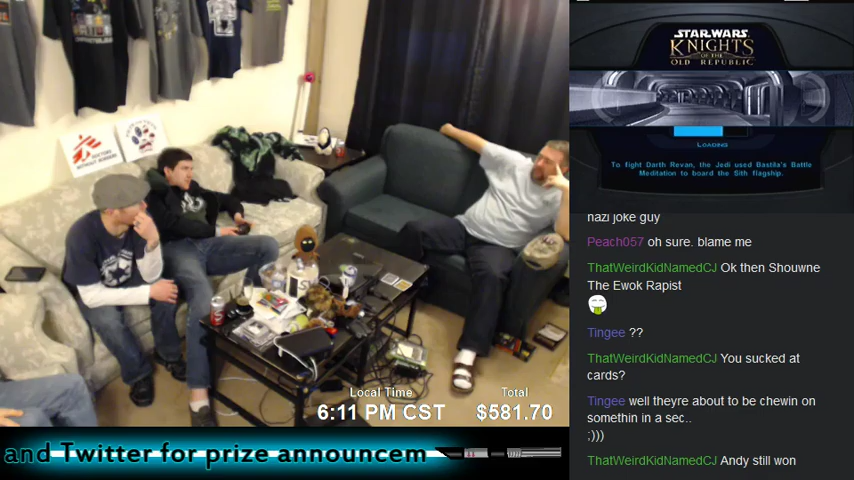 MEDECINS
SANS FRONTIERES
Local Time
Total
6:11 PM CST
$581.70
and Twitter for prize announcem
STAR WARS
KNIGHTS
OF THE
OLD REPUBLIC
LOADING
To fight Darth Revan, the Jedi used Bastila's Battle
Meditation to board the Sith flagship.
nazi joke guy
Peach057 oh sure. blame me
ThatWeirdKidNamedCJ Ok then Shouwne
The Ewok Rapist
Tingee ??
ThatWeirdKidNamedCJ You sucked at
cards?
Tingee well theyre about to be chewin on
somethin in a sec..
;)))
ThatWeirdKidNamedCJ Andy still won